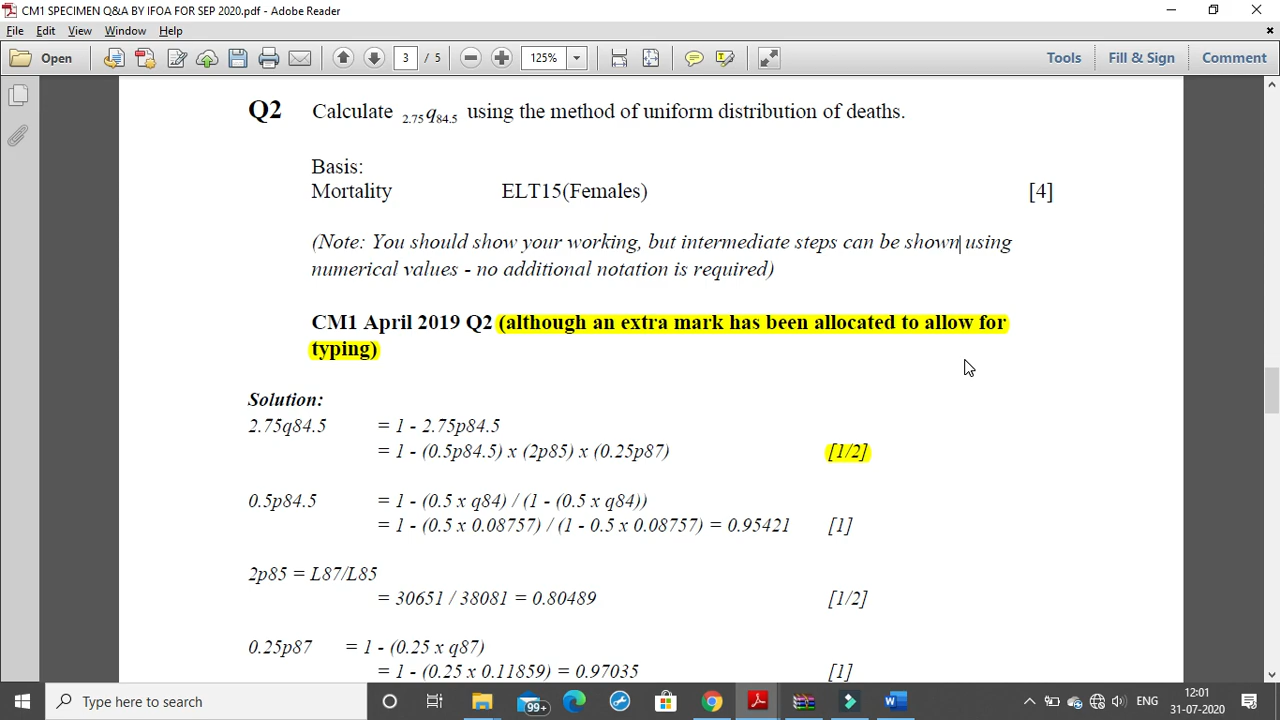 CM1 SPECIMEN Q&A BY IFOA FOR SEP 2020.pdf - Adobe Reader
File Edit View Window Help
Open 3 / 5 125% Tools Fill & Sign Comment
Q2 Calculate 2.75q84.5 using the method of uniform distribution of deaths.
Basis:
Mortality ELT15(Females) [4]
(Note: You should show your working, but intermediate steps can be shown using
numerical values - no additional notation is required)
CM1 April 2019 Q2 (although an extra mark has been allocated to allow for
typing)
Solution:
2.75q84.5 = 1 - 2.75p84.5
= 1 - (0.5p84.5) x (2p85) x (0.25p87) [1/2]
0.5p84.5 = 1 - (0.5 x q84) / (1 - (0.5 x q84))
= 1 - (0.5 x 0.08757) / (1 - 0.5 x 0.08757) = 0.95421 [1]
2p85 = L87/L85
= 30651 / 38081 = 0.80489 [1/2]
0.25p87 = 1 - (0.25 x q87)
= 1 - (0.25 x 0.11859) = 0.97035 [1]
Type here to search 99+ ENG 12:01
31-07-2020